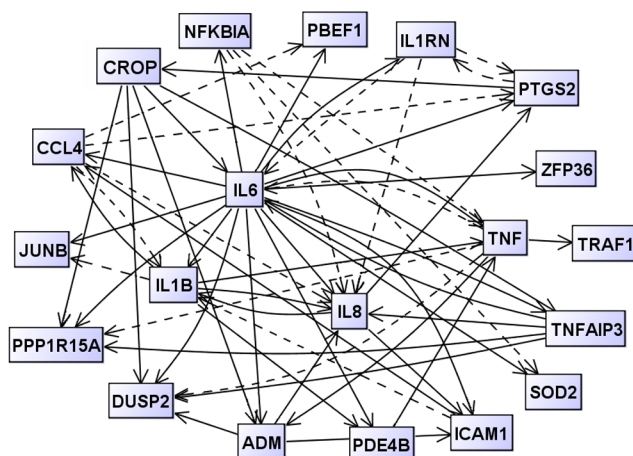 NFKBIA
PBEF1
IL1RN
CROP
PTGS2
CCL4
IL6
ZFP36
JUNB
TNF
TRAF1
IL1B
IL8
TNFAIP3
PPP1R15A
SOD2
DUSP2
ADM
PDE4B
ICAM1